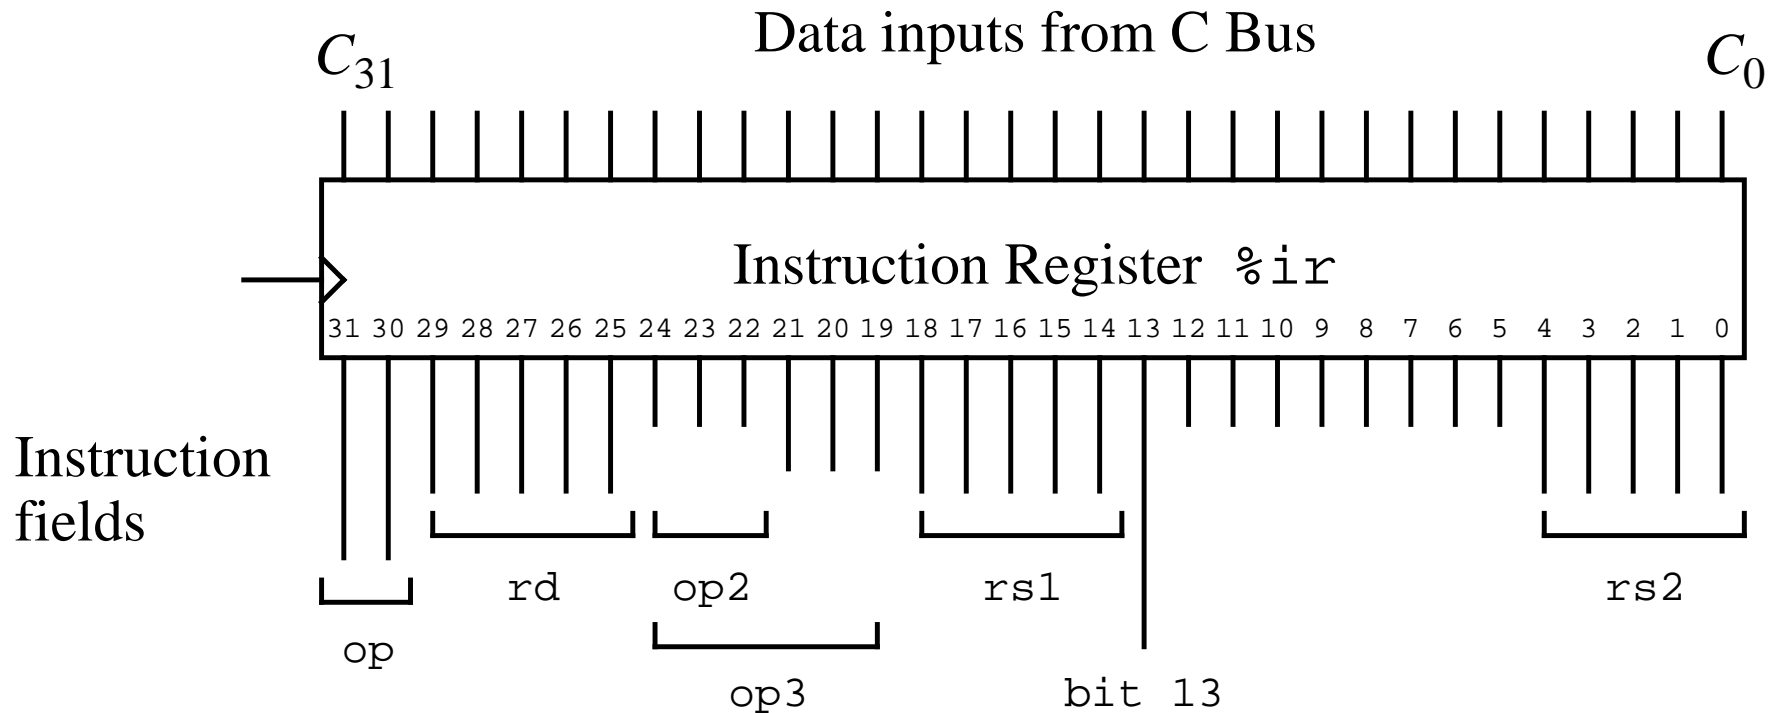 Data inputs from C Bus
C31 C0
Instruction Register %ir
31 30 29 28 27 26 25 24 23 22 21 20 19 18 17 16 15 14 13 12 11 10 9 8 7 6 5 4 3 2 1 0
Instruction
fields
rd op2 rs1 rs2
op
op3 bit 13